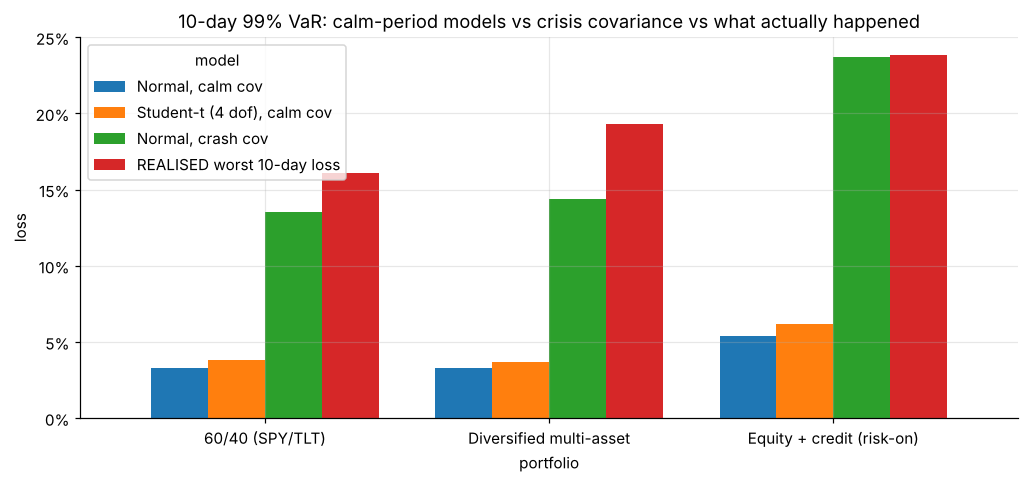 10-day 99% VaR: calm-period models vs crisis covariance vs what actually happened
model
Normal, calm cov
Student-t (4 dof), calm cov
Normal, crash cov
REALISED worst 10-day loss
25%
20%
15%
10%
5%
0%
loss
60/40 (SPY/TLT)
Diversified multi-asset
Equity + credit (risk-on)
portfolio